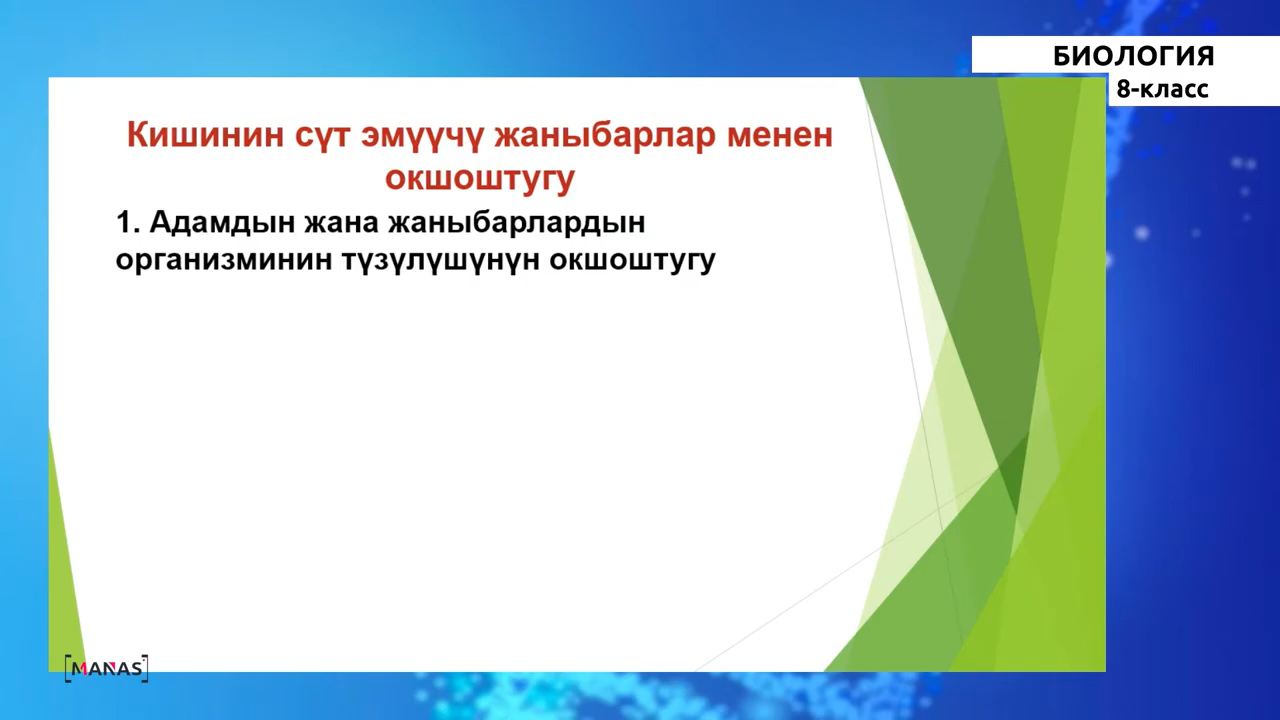 БИОЛОГИЯ
8-класс
Кишинин сүт эмүүчү жаныбарлар менен
окшоштугу
1. Адамдын жана жаныбарлардын
организминин түзүлүшүнүн окшоштугу
[MANAS]